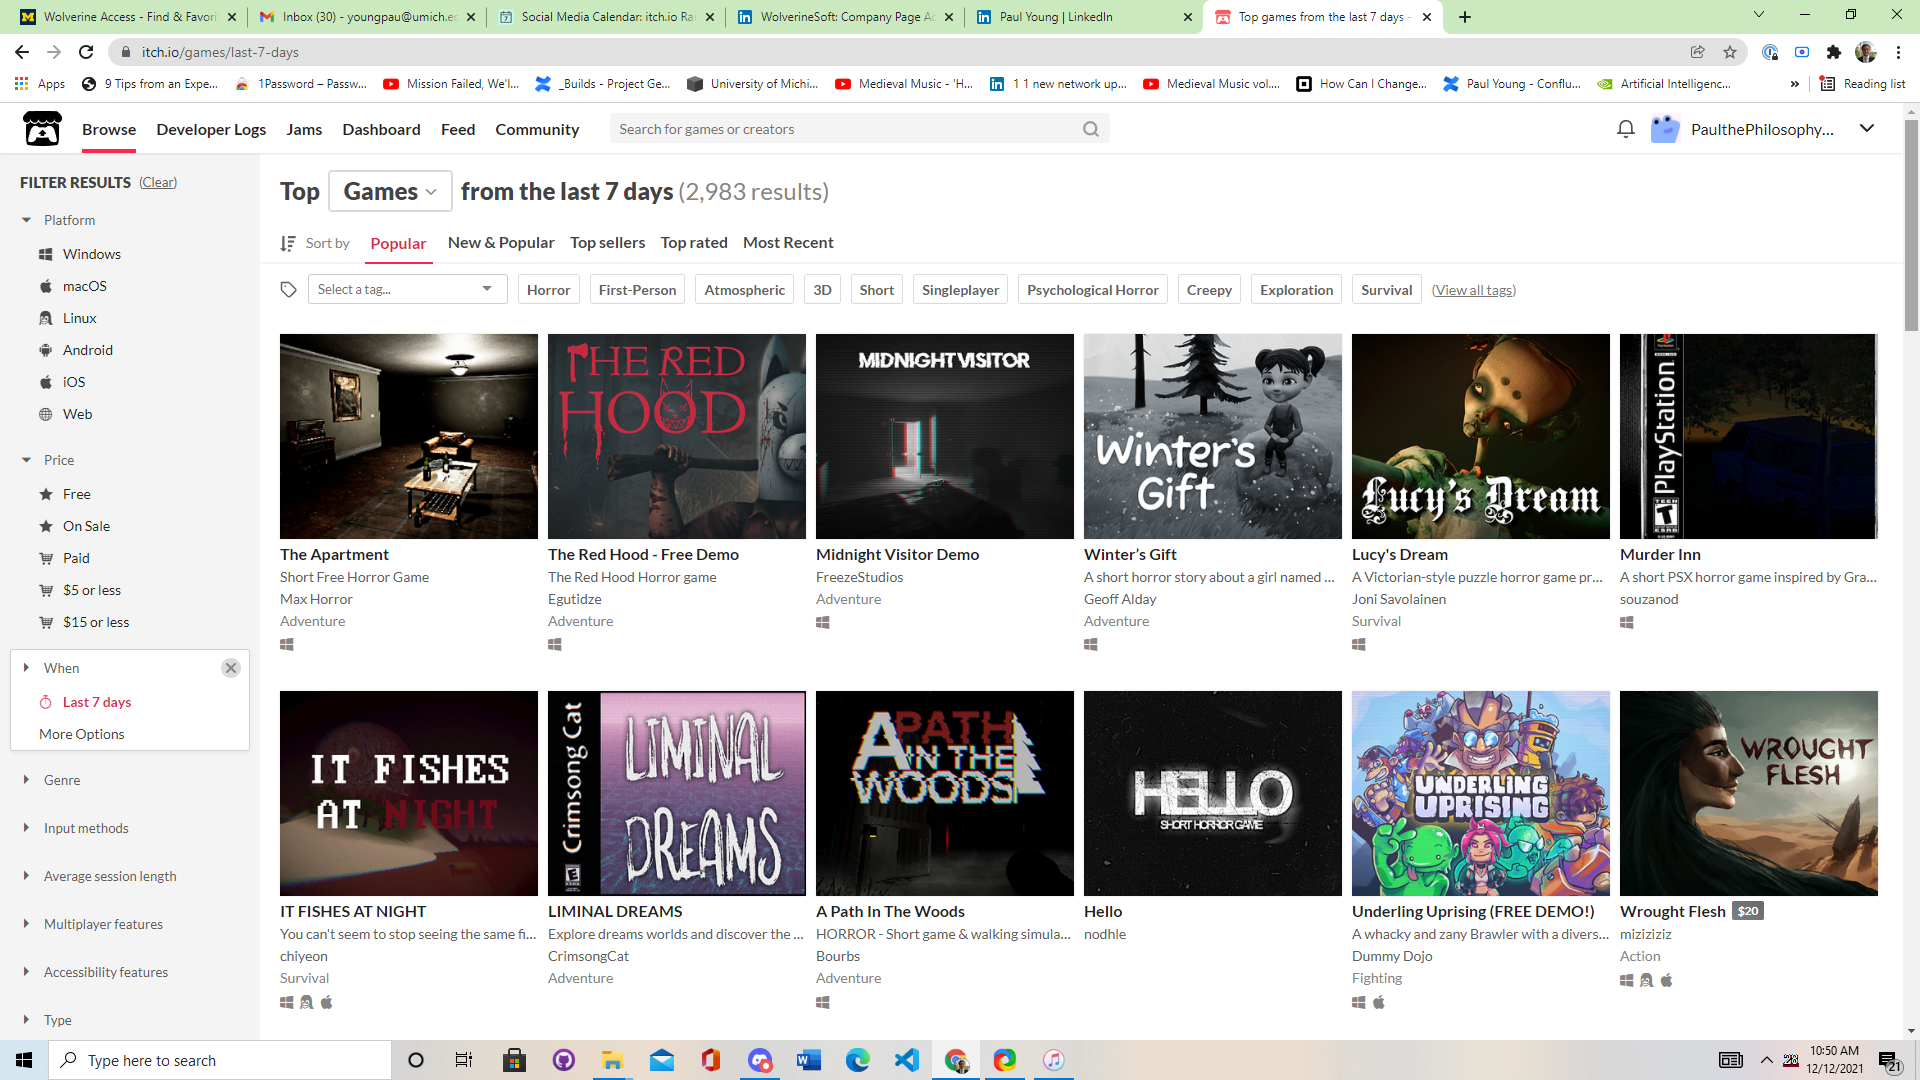 Wolverine Access - Find & Favori
Inbox (30) - youngpau@umich.ec
Social Media Calendar: itch.io Ra
WolverineSoft: Company Page Ad
Paul Young | LinkedIn
Top games from the last 7 days -
itch.io/games/last-7-days
Apps
9 Tips from an Expe...
1Password – Passw...
Mission Failed, We'l...
_Builds - Project Ge...
University of Michi...
Medieval Music - 'H...
1 1 new network up...
Medieval Music vol....
How Can I Change...
Paul Young - Conflu...
Artificial Intelligenc...
»
Reading list
Browse
Developer Logs
Jams
Dashboard
Feed
Community
Search for games or creators
PaulthePhilosophy...
FILTER RESULTS (Clear)
Platform
Windows
macOS
Linux
Android
iOS
Web
Price
Free
On Sale
Paid
$5 or less
$15 or less
When
Last 7 days
More Options
Genre
Input methods
Average session length
Multiplayer features
Accessibility features
Type
Top Games from the last 7 days (2,983 results)
Sort by
Popular
New & Popular
Top sellers
Top rated
Most Recent
Select a tag...
Horror
First-Person
Atmospheric
3D
Short
Singleplayer
Psychological Horror
Creepy
Exploration
Survival
(View all tags)
The Apartment
Short Free Horror Game
Max Horror
Adventure
THE RED
HOOD
The Red Hood - Free Demo
The Red Hood Horror game
Egutidze
Adventure
MIDNIGHT VISITOR
Midnight Visitor Demo
FreezeStudios
Adventure
Winter's
Gift
Winter’s Gift
A short horror story about a girl named ...
Geoff Alday
Adventure
Lucy's Dream
Lucy's Dream
A Victorian-style puzzle horror game pr...
Joni Savolainen
Survival
PlayStation
TEEN
T
ESRB
Murder Inn
A short PSX horror game inspired by Gra...
souzanod
IT FISHES
AT NIGHT
IT FISHES AT NIGHT
You can't seem to stop seeing the same fi...
chiyeon
Survival
Crimsong Cat
E
LIMINAL
DREAMS
LIMINAL DREAMS
Explore dreams worlds and discover the ...
CrimsongCat
Adventure
A PATH
IN THE
WOODS
A Path In The Woods
HORROR - Short game & walking simula...
Bourbs
Adventure
HELLO
SHORT HORROR GAME
Hello
nodhle
UNDERLING
UPRISING
Underling Uprising (FREE DEMO!)
A whacky and zany Brawler with a divers...
Dummy Dojo
Fighting
WROUGHT
FLESH
Wrought Flesh $20
miziziziz
Action
Type here to search
10:50 AM
12/12/2021
21